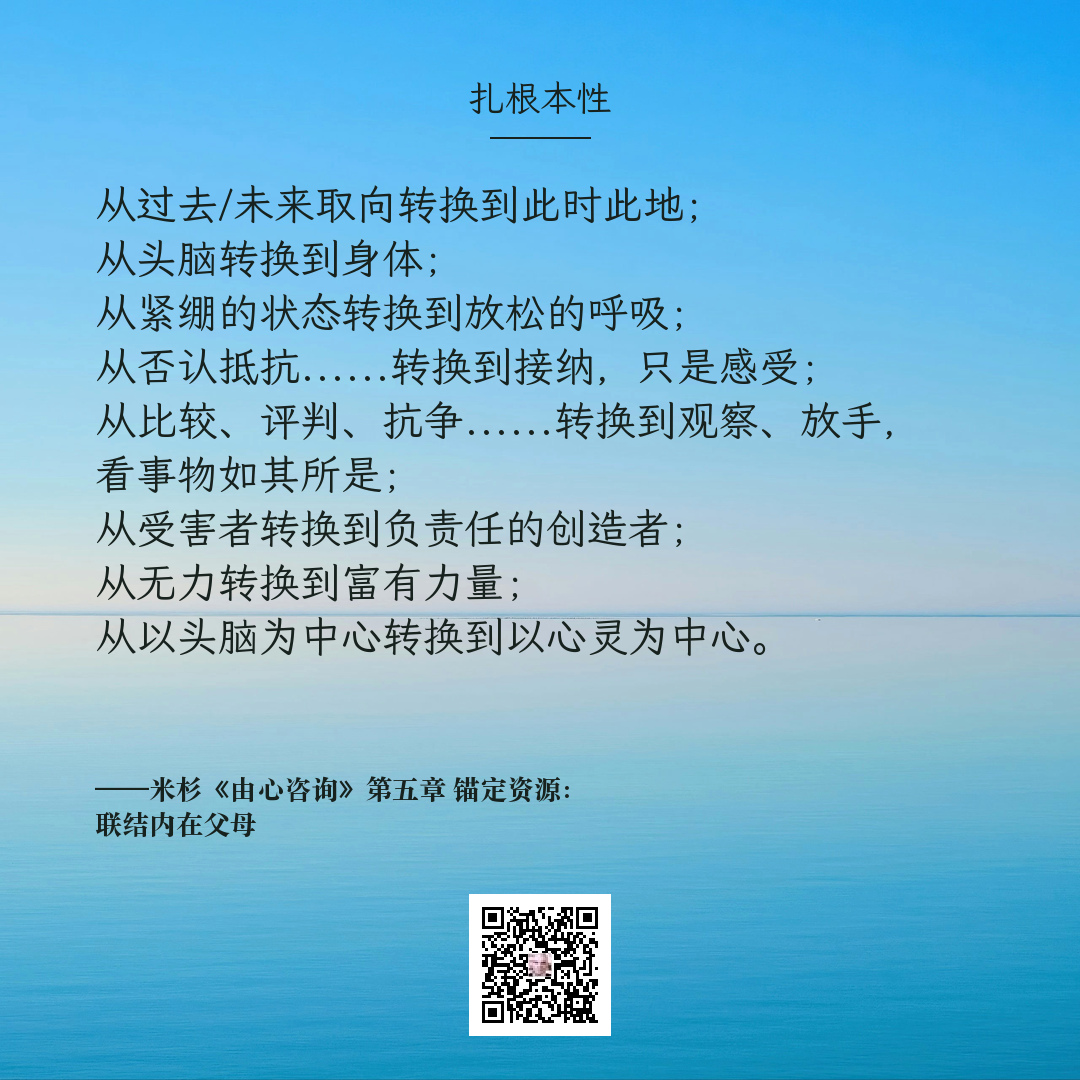 扎根本性
从过去/未来取向转换到此时此地；
从头脑转换到身体；
从紧绷的状态转换到放松的呼吸；
从否认抵抗……转换到接纳，只是感受；
从比较、评判、抗争……转换到观察、放手，
看事物如其所是；
从受害者转换到负责任的创造者；
从无力转换到富有力量；
从以头脑为中心转换到以心灵为中心。
——米杉《由心咨询》第五章 锚定资源：
联结内在父母